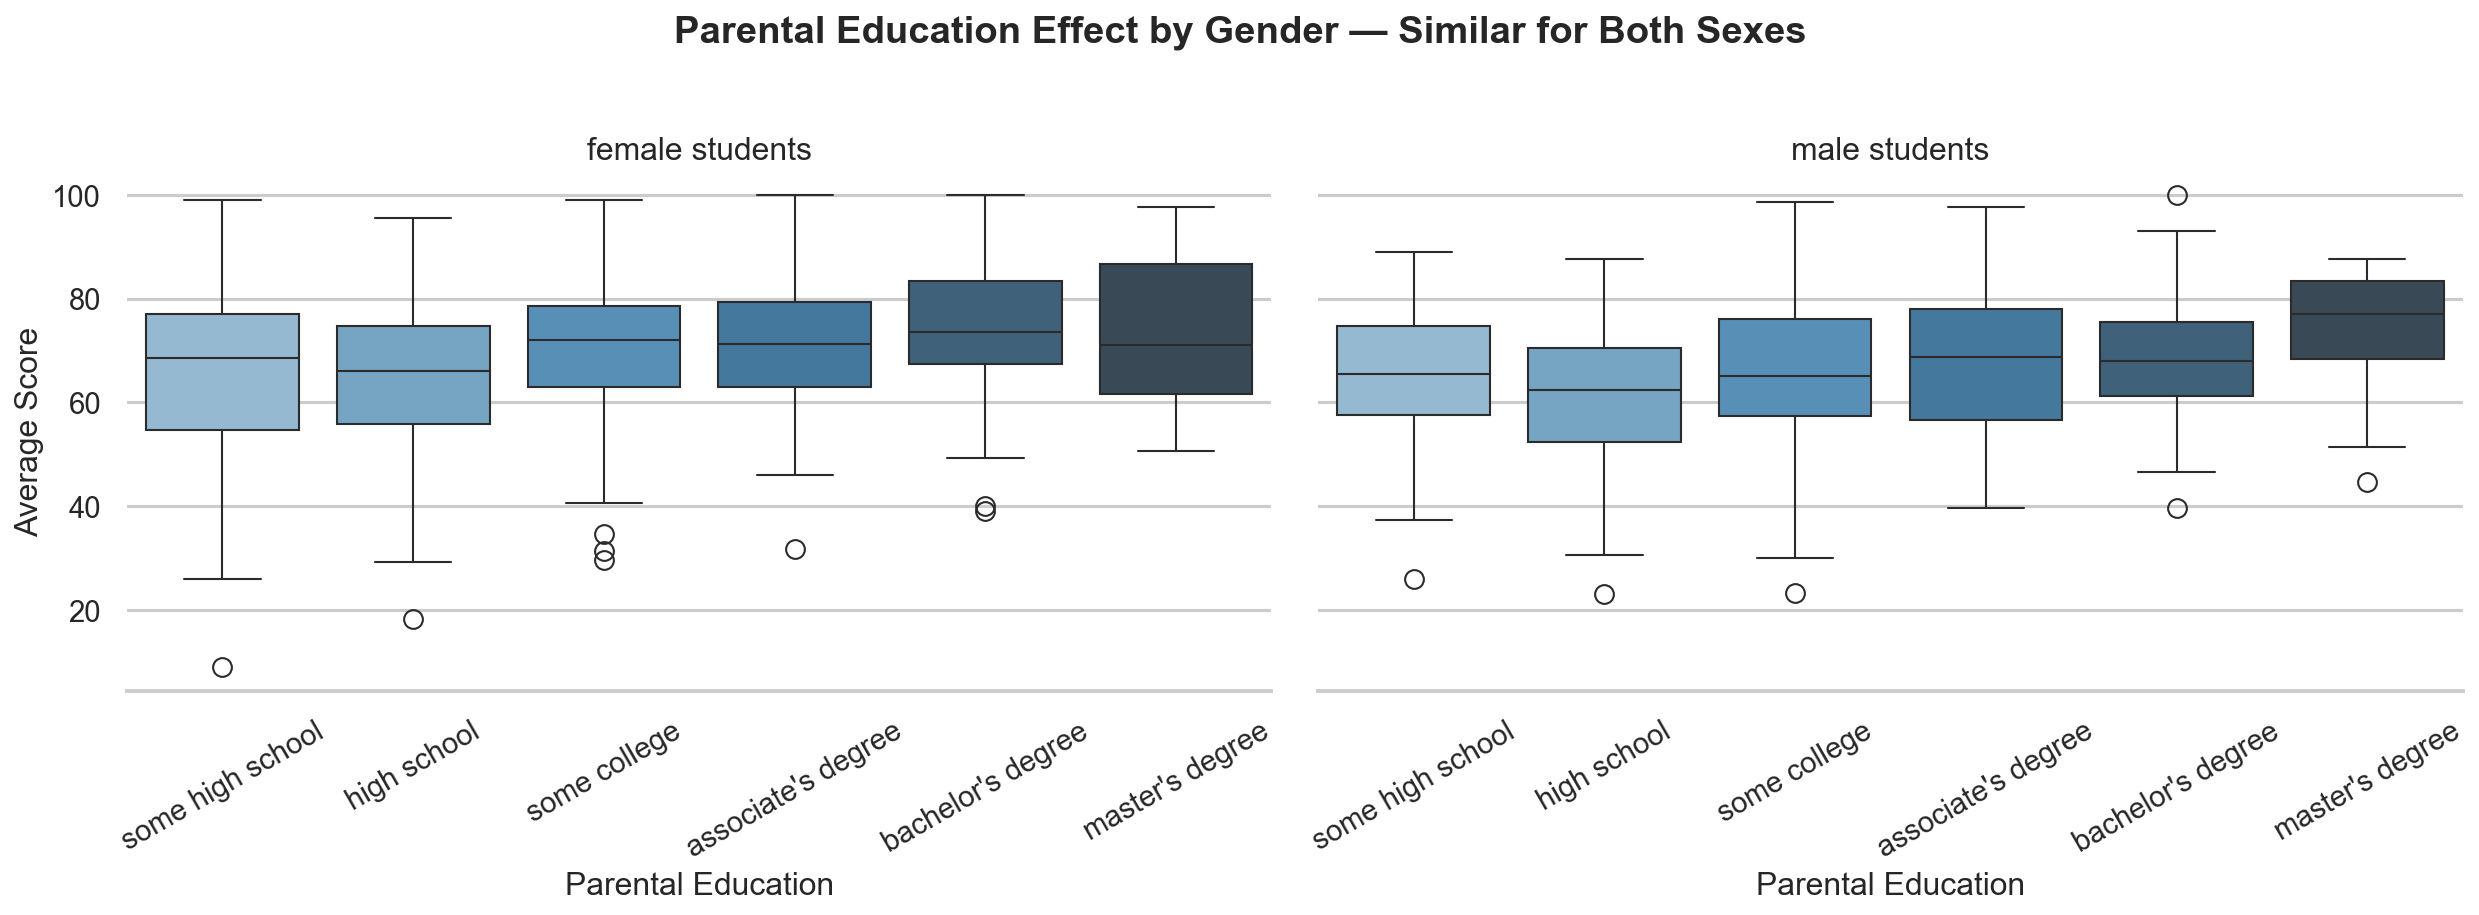 Parental Education Effect by Gender — Similar for Both Sexes
female students
male students
Average Score
100
80
60
40
20
some high school
high school
some college
associate's degree
bachelor's degree
master's degree
some high school
high school
some college
associate's degree
bachelor's degree
master's degree
Parental Education
Parental Education